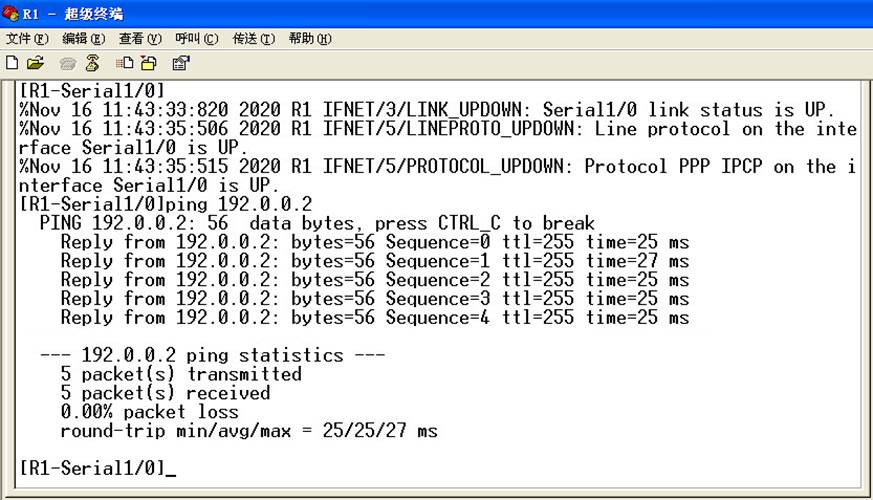 R1 - 超级终端
文件(F) 编辑(E) 查看(V) 呼叫(C) 传送(T) 帮助(H)
[R1-Serial1/0]
%Nov 16 11:43:33:820 2020 R1 IFNET/3/LINK_UPDOWN: Serial1/0 link status is UP.
%Nov 16 11:43:35:506 2020 R1 IFNET/5/LINEPROTO_UPDOWN: Line protocol on the inte
rface Serial1/0 is UP.
%Nov 16 11:43:35:515 2020 R1 IFNET/5/PROTOCOL_UPDOWN: Protocol PPP IPCP on the i
nterface Serial1/0 is UP.
[R1-Serial1/0]ping 192.0.0.2
PING 192.0.0.2: 56  data bytes, press CTRL_C to break
Reply from 192.0.0.2: bytes=56 Sequence=0 ttl=255 time=25 ms
Reply from 192.0.0.2: bytes=56 Sequence=1 ttl=255 time=27 ms
Reply from 192.0.0.2: bytes=56 Sequence=2 ttl=255 time=25 ms
Reply from 192.0.0.2: bytes=56 Sequence=3 ttl=255 time=25 ms
Reply from 192.0.0.2: bytes=56 Sequence=4 ttl=255 time=25 ms
--- 192.0.0.2 ping statistics ---
5 packet(s) transmitted
5 packet(s) received
0.00% packet loss
round-trip min/avg/max = 25/25/27 ms
[R1-Serial1/0]_